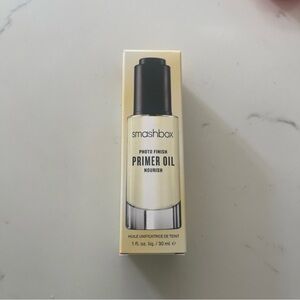 smashbox
PHOTO FINISH
PRIMER OIL
NOURISH
HUILE UNIFICATRICE DE TEINT
1 fl. oz. liq. / 30 ml ℮